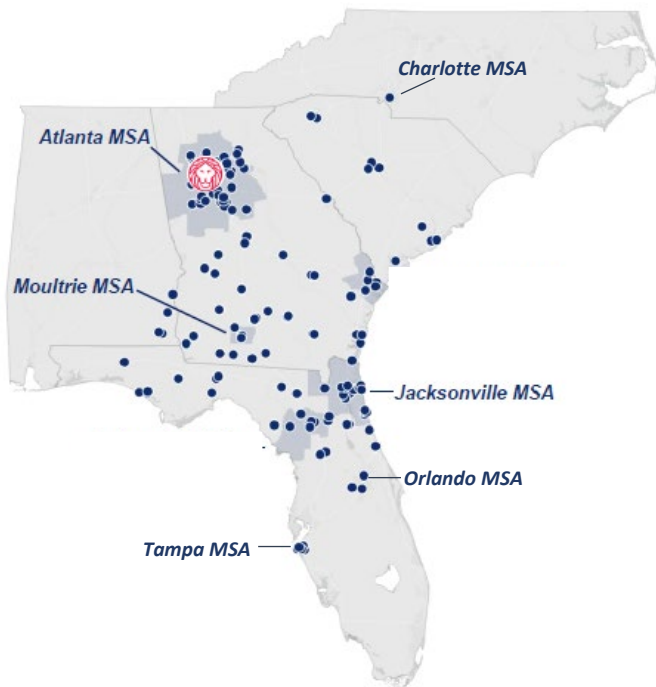 Charlotte MSA
Atlanta MSA
Moultrie MSA
Jacksonville MSA
Orlando MSA
Tampa MSA